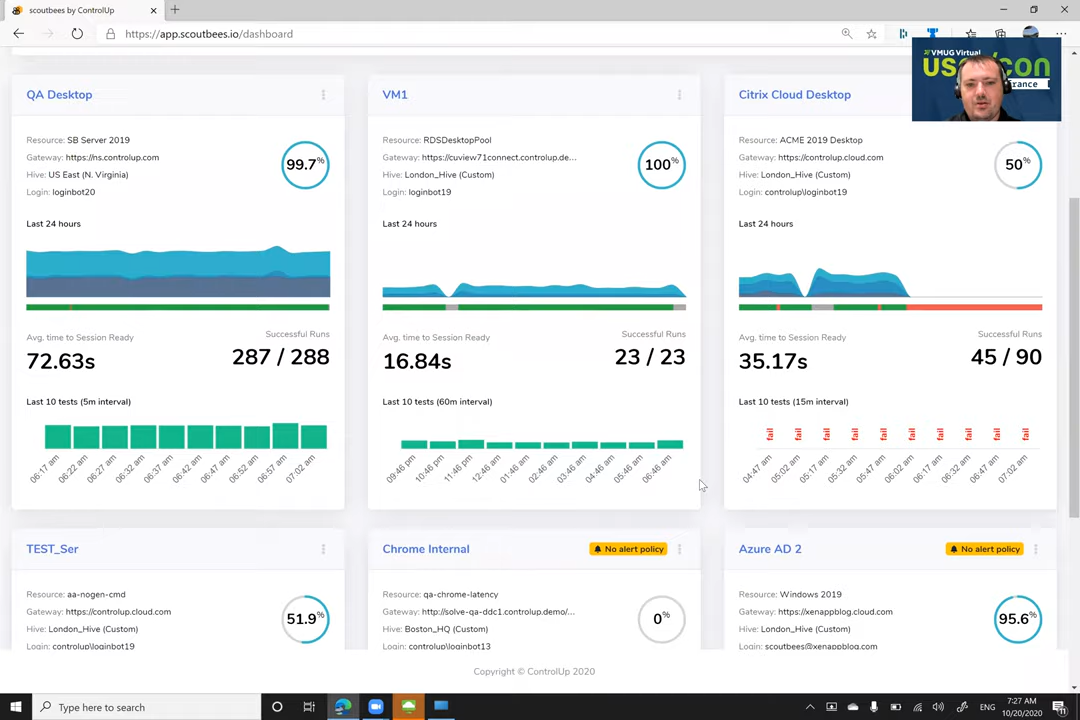 scoutbees by ControlUp
https://app.scoutbees.io/dashboard
VMUG Virtual
con
rance
QA Desktop
Resource: SB Server 2019
Gateway: https://ns.controlup.com
Hive: US East (N. Virginia)
Login: loginbot20
99.7%
Last 24 hours
Avg. time to Session Ready
72.63s
Successful Runs
287 / 288
Last 10 tests (5m interval)
06:17 am
06:22 am
06:27 am
06:32 am
06:37 am
06:42 am
06:47 am
06:52 am
06:57 am
07:02 am
VM1
Resource: RDSDesktopPool
Gateway: https://cuview71connect.controlup.de...
Hive: London_Hive (Custom)
Login: loginbot19
100%
Last 24 hours
Avg. time to Session Ready
16.84s
Successful Runs
23 / 23
Last 10 tests (60m interval)
09:46 pm
10:46 pm
11:46 pm
12:46 am
01:46 am
02:46 am
03:46 am
04:46 am
05:46 am
06:46 am
Citrix Cloud Desktop
Resource: ACME 2019 Desktop
Gateway: https://controlup.cloud.com
Hive: London_Hive (Custom)
Login: controlup\loginbot19
50%
Last 24 hours
Avg. time to Session Ready
35.17s
Successful Runs
45 / 90
Last 10 tests (15m interval)
fail
fail
fail
fail
fail
fail
fail
fail
fail
fail
04:47 am
05:02 am
05:17 am
05:32 am
05:47 am
06:02 am
06:17 am
06:32 am
06:47 am
07:02 am
TEST_Ser
Resource: aa-nogen-cmd
Gateway: https://controlup.cloud.com
Hive: London_Hive (Custom)
Login: controlup\loginbot19
51.9%
Chrome Internal
No alert policy
Resource: qa-chrome-latency
Gateway: http://solve-qa-ddc1.controlup.demo/...
Hive: Boston_HQ (Custom)
Login: controlup\loginbot13
0%
Azure AD 2
No alert policy
Resource: Windows 2019
Gateway: https://xenappblog.cloud.com
Hive: London_Hive (Custom)
Login: scoutbees@xenappblog.com
95.6%
Copyright © ControlUp 2020
Type here to search
ENG
7:27 AM
10/20/2020